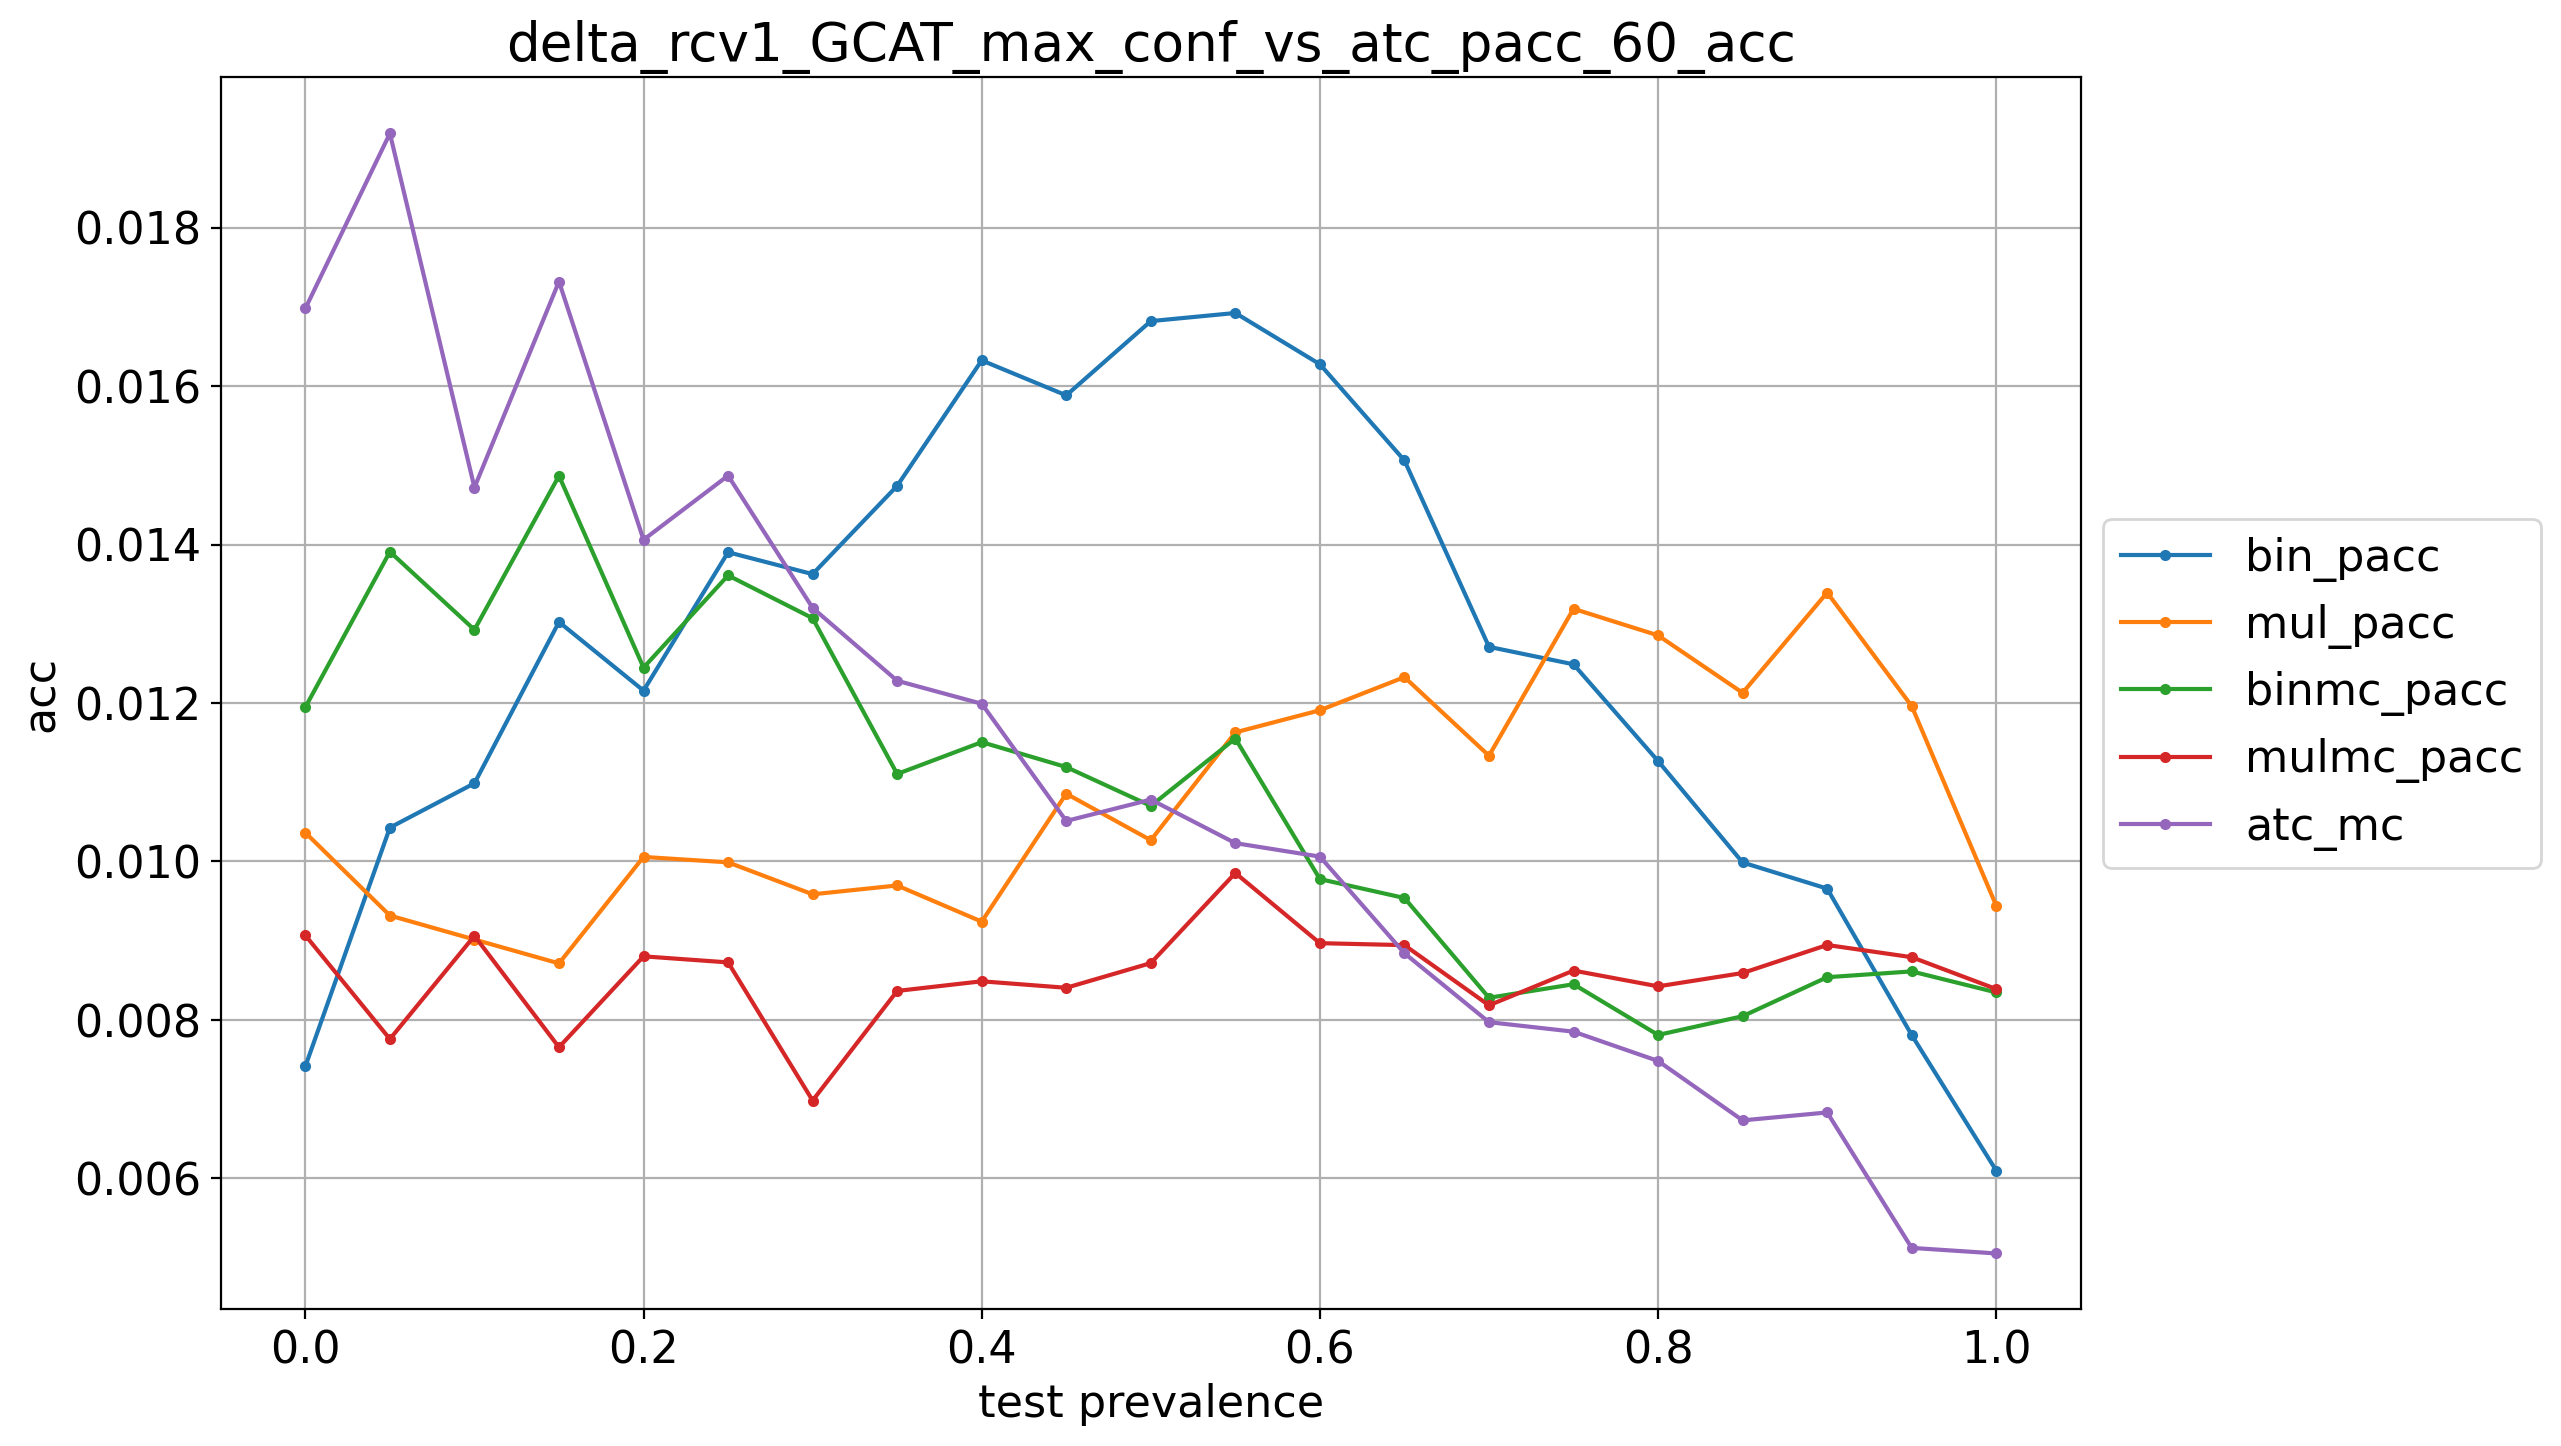 delta_rcv1_GCAT_max_conf_vs_atc_pacc_60_acc
acc
0.018
0.016
0.014
0.012
0.010
0.008
0.006
0.0 0.2 0.4 0.6 0.8 1.0
test prevalence
bin_pacc
mul_pacc
binmc_pacc
mulmc_pacc
atc_mc